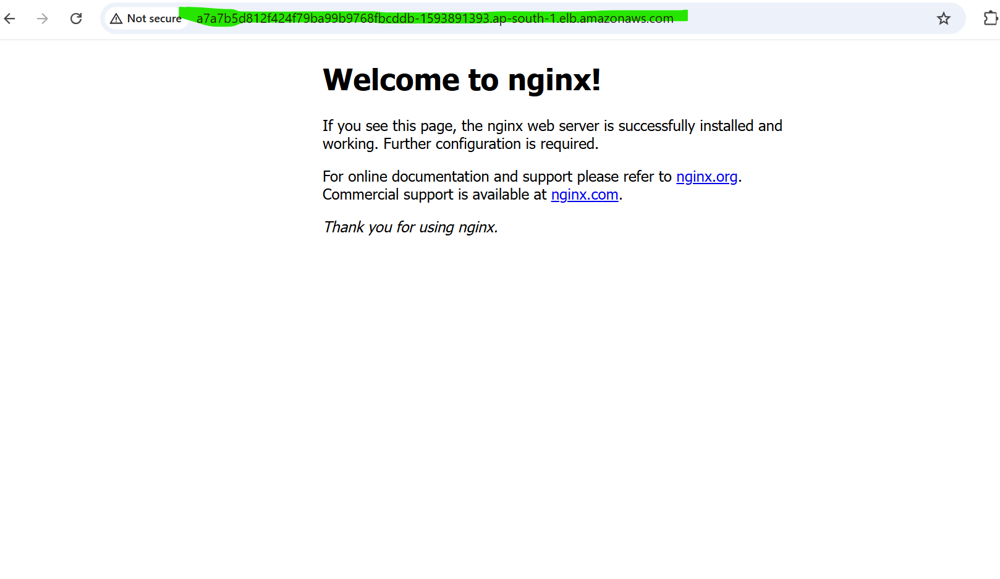 Not secure a7a7b5d812f424f79ba99b9768fbcddb-1593891393.ap-south-1.elb.amazonaws.com
Welcome to nginx!
If you see this page, the nginx web server is successfully installed and
working. Further configuration is required.
For online documentation and support please refer to nginx.org.
Commercial support is available at nginx.com.
Thank you for using nginx.